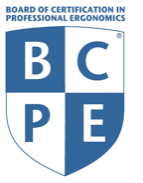 BOARD OF CERTIFICATION IN
PROFESSIONAL ERGONOMICS
®
B C
P E